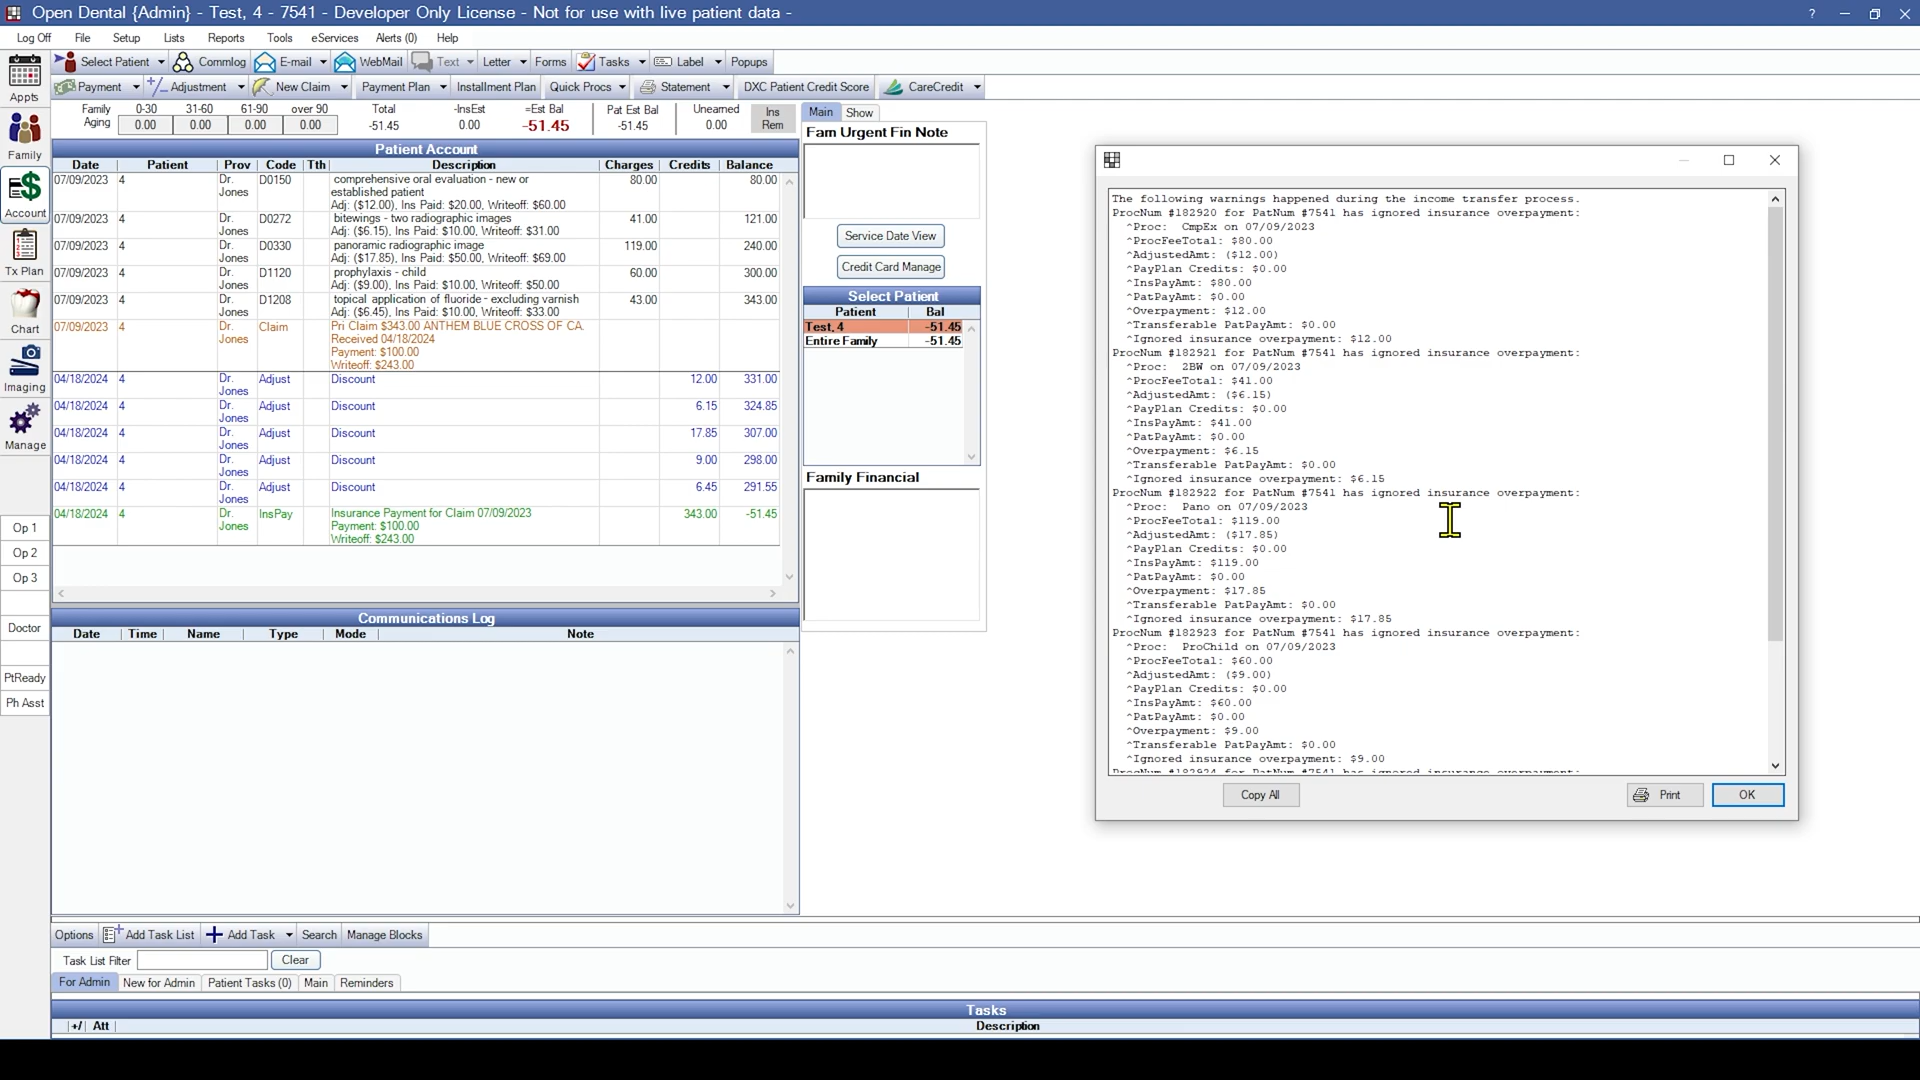 Open Dental {Admin} - Test, 4 - 7541 - Developer Only License - Not for use with live patient data -
Log Off File Setup Lists Reports Tools eServices Alerts (0) Help
Select Patient Commlog E-mail WebMail Text Letter Forms Tasks Label Popups
Payment Adjustment New Claim Payment Plan Installment Plan Quick Procs Statement DXC Patient Credit Score CareCredit
Appts
Family
Account
Tx Plan
Chart
Imaging
Manage
Op 1
Op 2
Op 3
Doctor
PtReady
Ph Asst
Family Aging 0-30 31-60 61-90 over 90 Total -InsEst =Est Bal Pat Est Bal Unearned Ins Rem
0.00 0.00 0.00 0.00 -51.45 0.00 -51.45 -51.45 0.00
Patient Account
Date Patient Prov Code Tth Description Charges Credits Balance
07/09/2023 4 Dr. Jones D0150 comprehensive oral evaluation - new or 80.00 80.00
established patient
Adj: ($12.00), Ins Paid: $20.00, Writeoff: $60.00
07/09/2023 4 Dr. Jones D0272 bitewings - two radiographic images 41.00 121.00
Adj: ($6.15), Ins Paid: $10.00, Writeoff: $31.00
07/09/2023 4 Dr. Jones D0330 panoramic radiographic image 119.00 240.00
Adj: ($17.85), Ins Paid: $50.00, Writeoff: $69.00
07/09/2023 4 Dr. Jones D1120 prophylaxis - child 60.00 300.00
Adj: ($9.00), Ins Paid: $10.00, Writeoff: $50.00
07/09/2023 4 Dr. Jones D1208 topical application of fluoride - excluding varnish 43.00 343.00
Adj: ($6.45), Ins Paid: $10.00, Writeoff: $33.00
07/09/2023 4 Dr. Jones Claim Pri Claim $343.00 ANTHEM BLUE CROSS OF CA.
Received 04/18/2024
Payment: $100.00
Writeoff: $243.00
04/18/2024 4 Dr. Jones Adjust Discount 12.00 331.00
04/18/2024 4 Dr. Jones Adjust Discount 6.15 324.85
04/18/2024 4 Dr. Jones Adjust Discount 17.85 307.00
04/18/2024 4 Dr. Jones Adjust Discount 9.00 298.00
04/18/2024 4 Dr. Jones Adjust Discount 6.45 291.55
04/18/2024 4 Dr. Jones InsPay Insurance Payment for Claim 07/09/2023 343.00 -51.45
Payment: $100.00
Writeoff: $243.00
Communications Log
Date Time Name Type Mode Note
Main Show
Fam Urgent Fin Note
Service Date View
Credit Card Manage
Select Patient
Patient Bal
Test, 4 -51.45
Entire Family -51.45
Family Financial
The following warnings happened during the income transfer process.
ProcNum #182920 for PatNum #7541 has ignored insurance overpayment:
^Proc: CmpEx on 07/09/2023
^ProcFeeTotal: $80.00
^AdjustedAmt: ($12.00)
^PayPlan Credits: $0.00
^InsPayAmt: $80.00
^PatPayAmt: $0.00
^Overpayment: $12.00
^Transferable PatPayAmt: $0.00
^Ignored insurance overpayment: $12.00
ProcNum #182921 for PatNum #7541 has ignored insurance overpayment:
^Proc: 2BW on 07/09/2023
^ProcFeeTotal: $41.00
^AdjustedAmt: ($6.15)
^PayPlan Credits: $0.00
^InsPayAmt: $41.00
^PatPayAmt: $0.00
^Overpayment: $6.15
^Transferable PatPayAmt: $0.00
^Ignored insurance overpayment: $6.15
ProcNum #182922 for PatNum #7541 has ignored insurance overpayment:
^Proc: Pano on 07/09/2023
^ProcFeeTotal: $119.00
^AdjustedAmt: ($17.85)
^PayPlan Credits: $0.00
^InsPayAmt: $119.00
^PatPayAmt: $0.00
^Overpayment: $17.85
^Transferable PatPayAmt: $0.00
^Ignored insurance overpayment: $17.85
ProcNum #182923 for PatNum #7541 has ignored insurance overpayment:
^Proc: ProChild on 07/09/2023
^ProcFeeTotal: $60.00
^AdjustedAmt: ($9.00)
^PayPlan Credits: $0.00
^InsPayAmt: $60.00
^PatPayAmt: $0.00
^Overpayment: $9.00
^Transferable PatPayAmt: $0.00
^Ignored insurance overpayment: $9.00
ProcNum #182924 for PatNum #7541 has ignored insurance overpayment:
Copy All Print OK
Options Add Task List Add Task Search Manage Blocks
Task List Filter Clear
For Admin New for Admin Patient Tasks (0) Main Reminders
Tasks
+/ Att Description